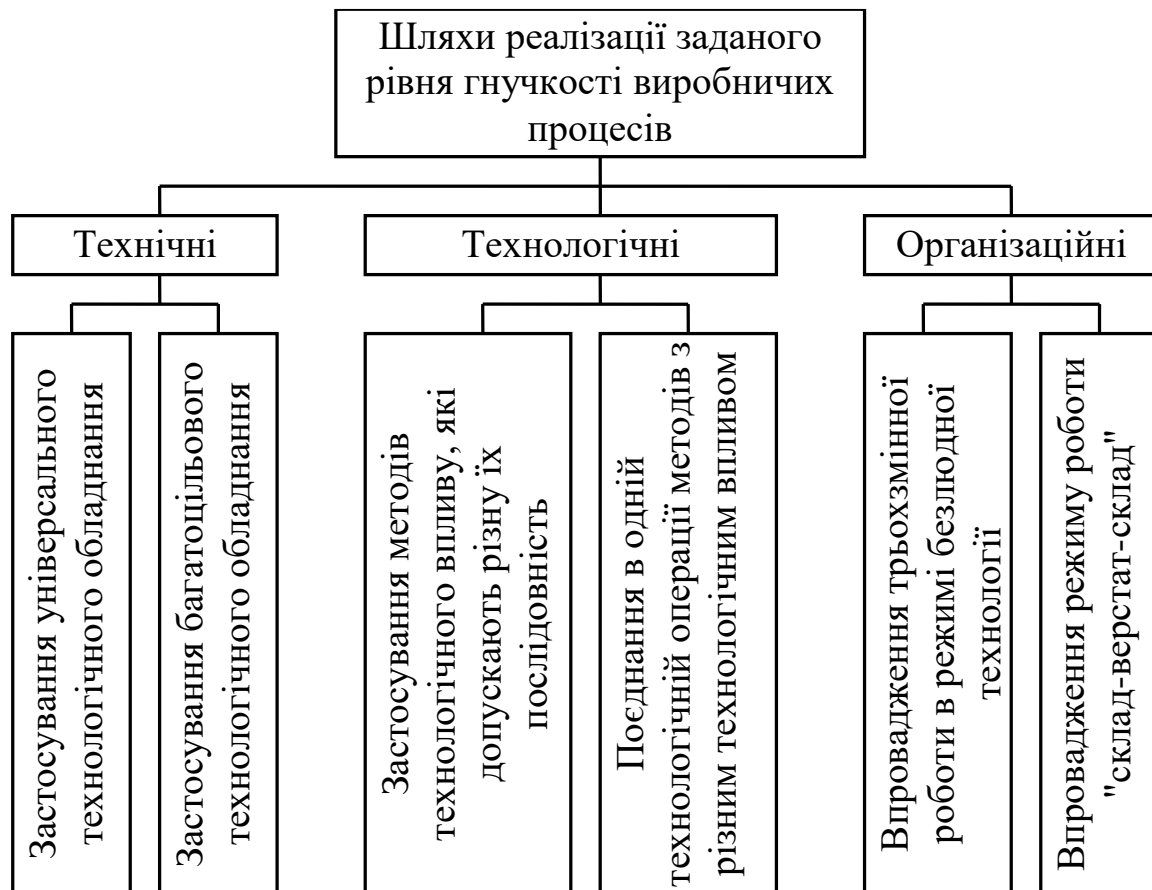 Шляхи реалізації заданого
рівня гнучкості виробничих
процесів
Технічні
Технологічні
Організаційні
Застосування універсального
технологічного обладнання
Застосування багатоцільового
технологічного обладнання
Застосування методів
технологічного впливу, які
допускають різну їх
послідовність
Поєднання в одній
технологічній операції методів з
різним технологічним впливом
Впровадження трьохзмінної
роботи в режимі безлюдної
технології
Впровадження режиму роботи
"склад-верстат-склад"